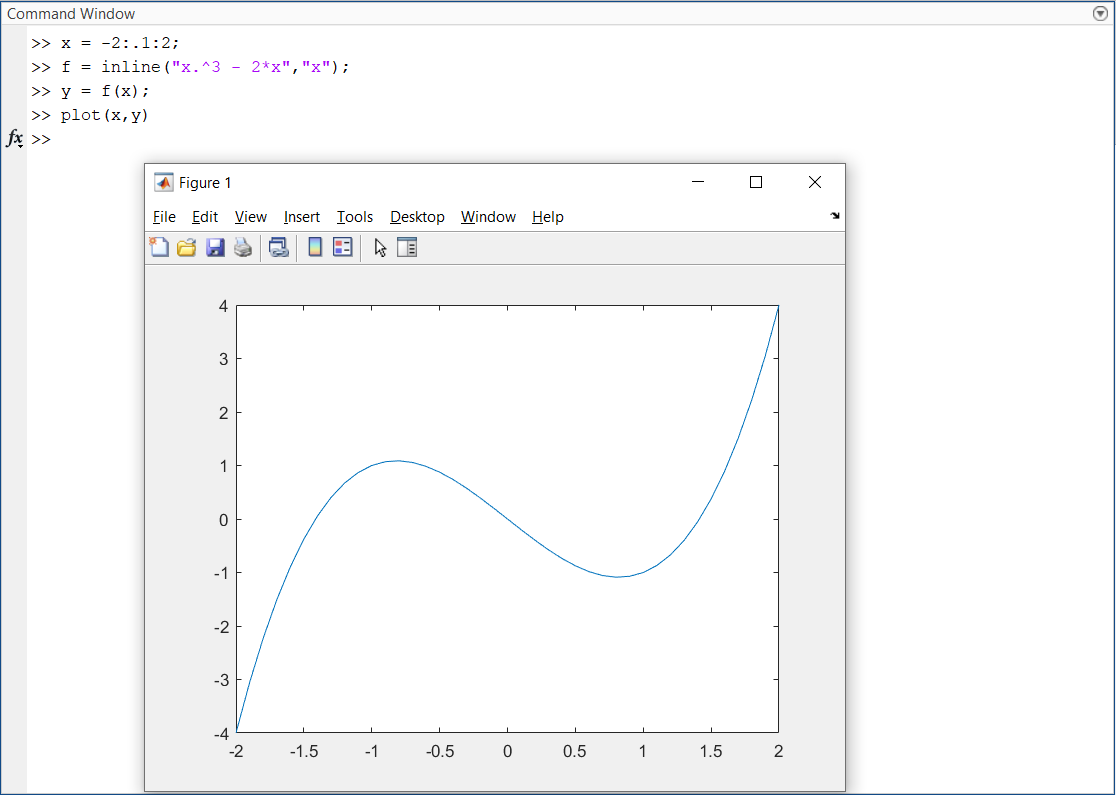 Command Window
>> x = -2:.1:2;
>> f = inline("x.^3 - 2*x","x");
>> y = f(x);
>> plot(x,y)
fx >>
Figure 1
File Edit View Insert Tools Desktop Window Help
4
3
2
1
0
-1
-2
-3
-4
-2 -1.5 -1 -0.5 0 0.5 1 1.5 2